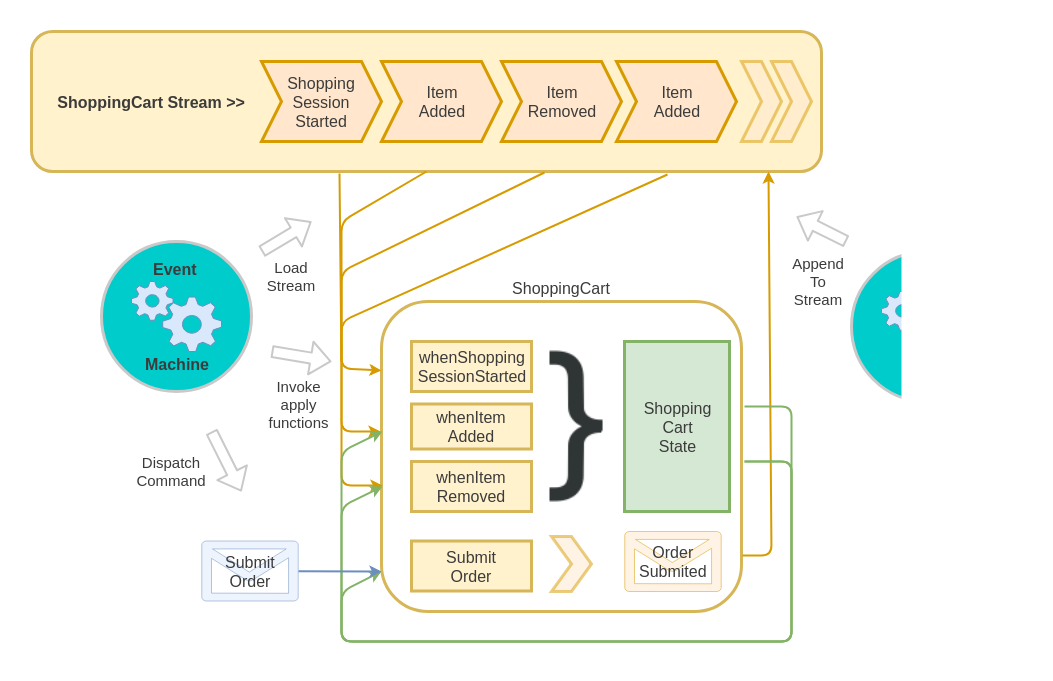 ShoppingCart Stream >>
Shopping
Session
Started
Item
Added
Item
Removed
Item
Added
Event
Machine
Load
Stream
Invoke
apply
functions
Dispatch
Command
Append
To
Stream
ShoppingCart
whenShopping
SessionStarted
whenItem
Added
whenItem
Removed
}
Shopping
Cart
State
Submit
Order
Submit
Order
Order
Submited